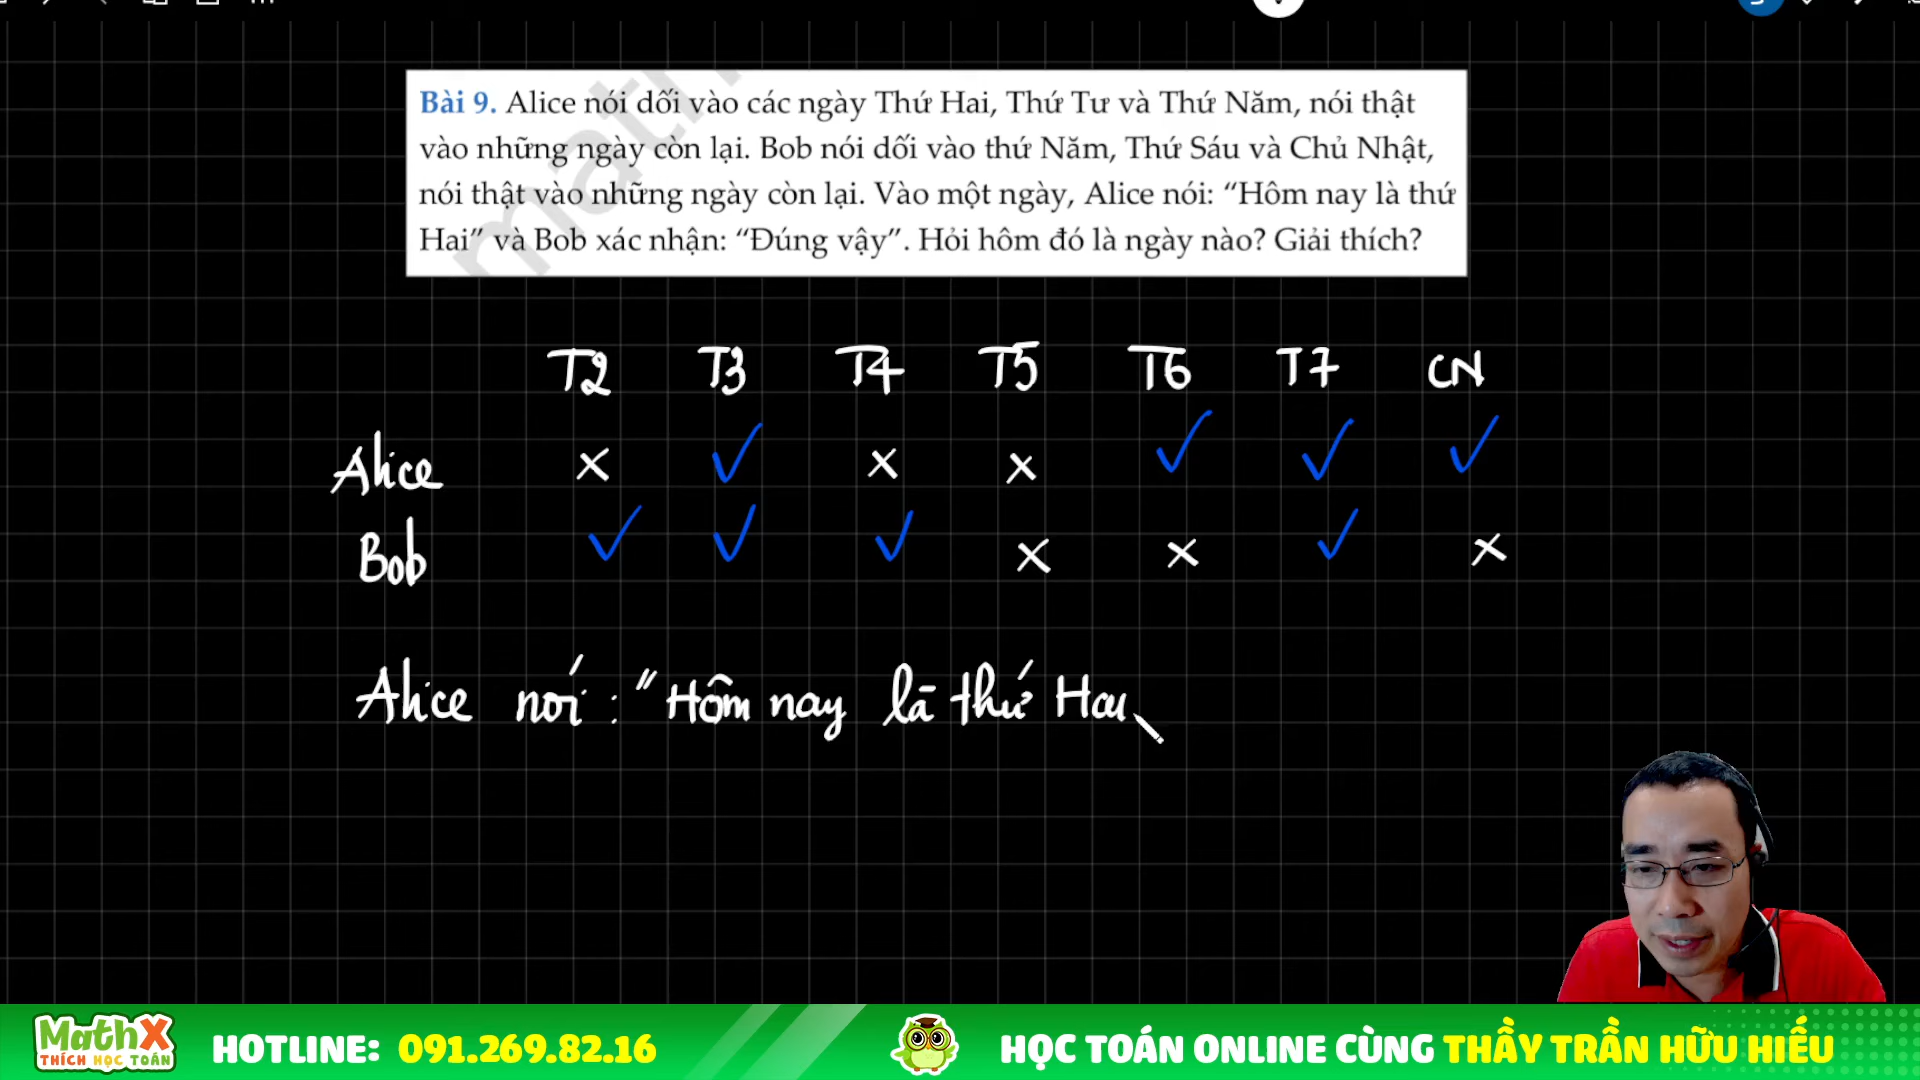 Bài 9. Alice nói dối vào các ngày Thứ Hai, Thứ Tư và Thứ Năm, nói thật
vào những ngày còn lại. Bob nói dối vào thứ Năm, Thứ Sáu và Chủ Nhật,
nói thật vào những ngày còn lại. Vào một ngày, Alice nói: “Hôm nay là thứ
Hai” và Bob xác nhận: “Đúng vậy”. Hỏi hôm đó là ngày nào? Giải thích?
T2 T3 T4 T5 T6 T7 CN
Alice x ✓ x x ✓ ✓ ✓
Bob ✓ ✓ ✓ x x ✓ x
Alice nói : "Hôm nay là thứ Hai
MathX
THÍCH HỌC TOÁN
HOTLINE: 091.269.82.16
HỌC TOÁN ONLINE CÙNG THẦY TRẦN HỮU HIẾU